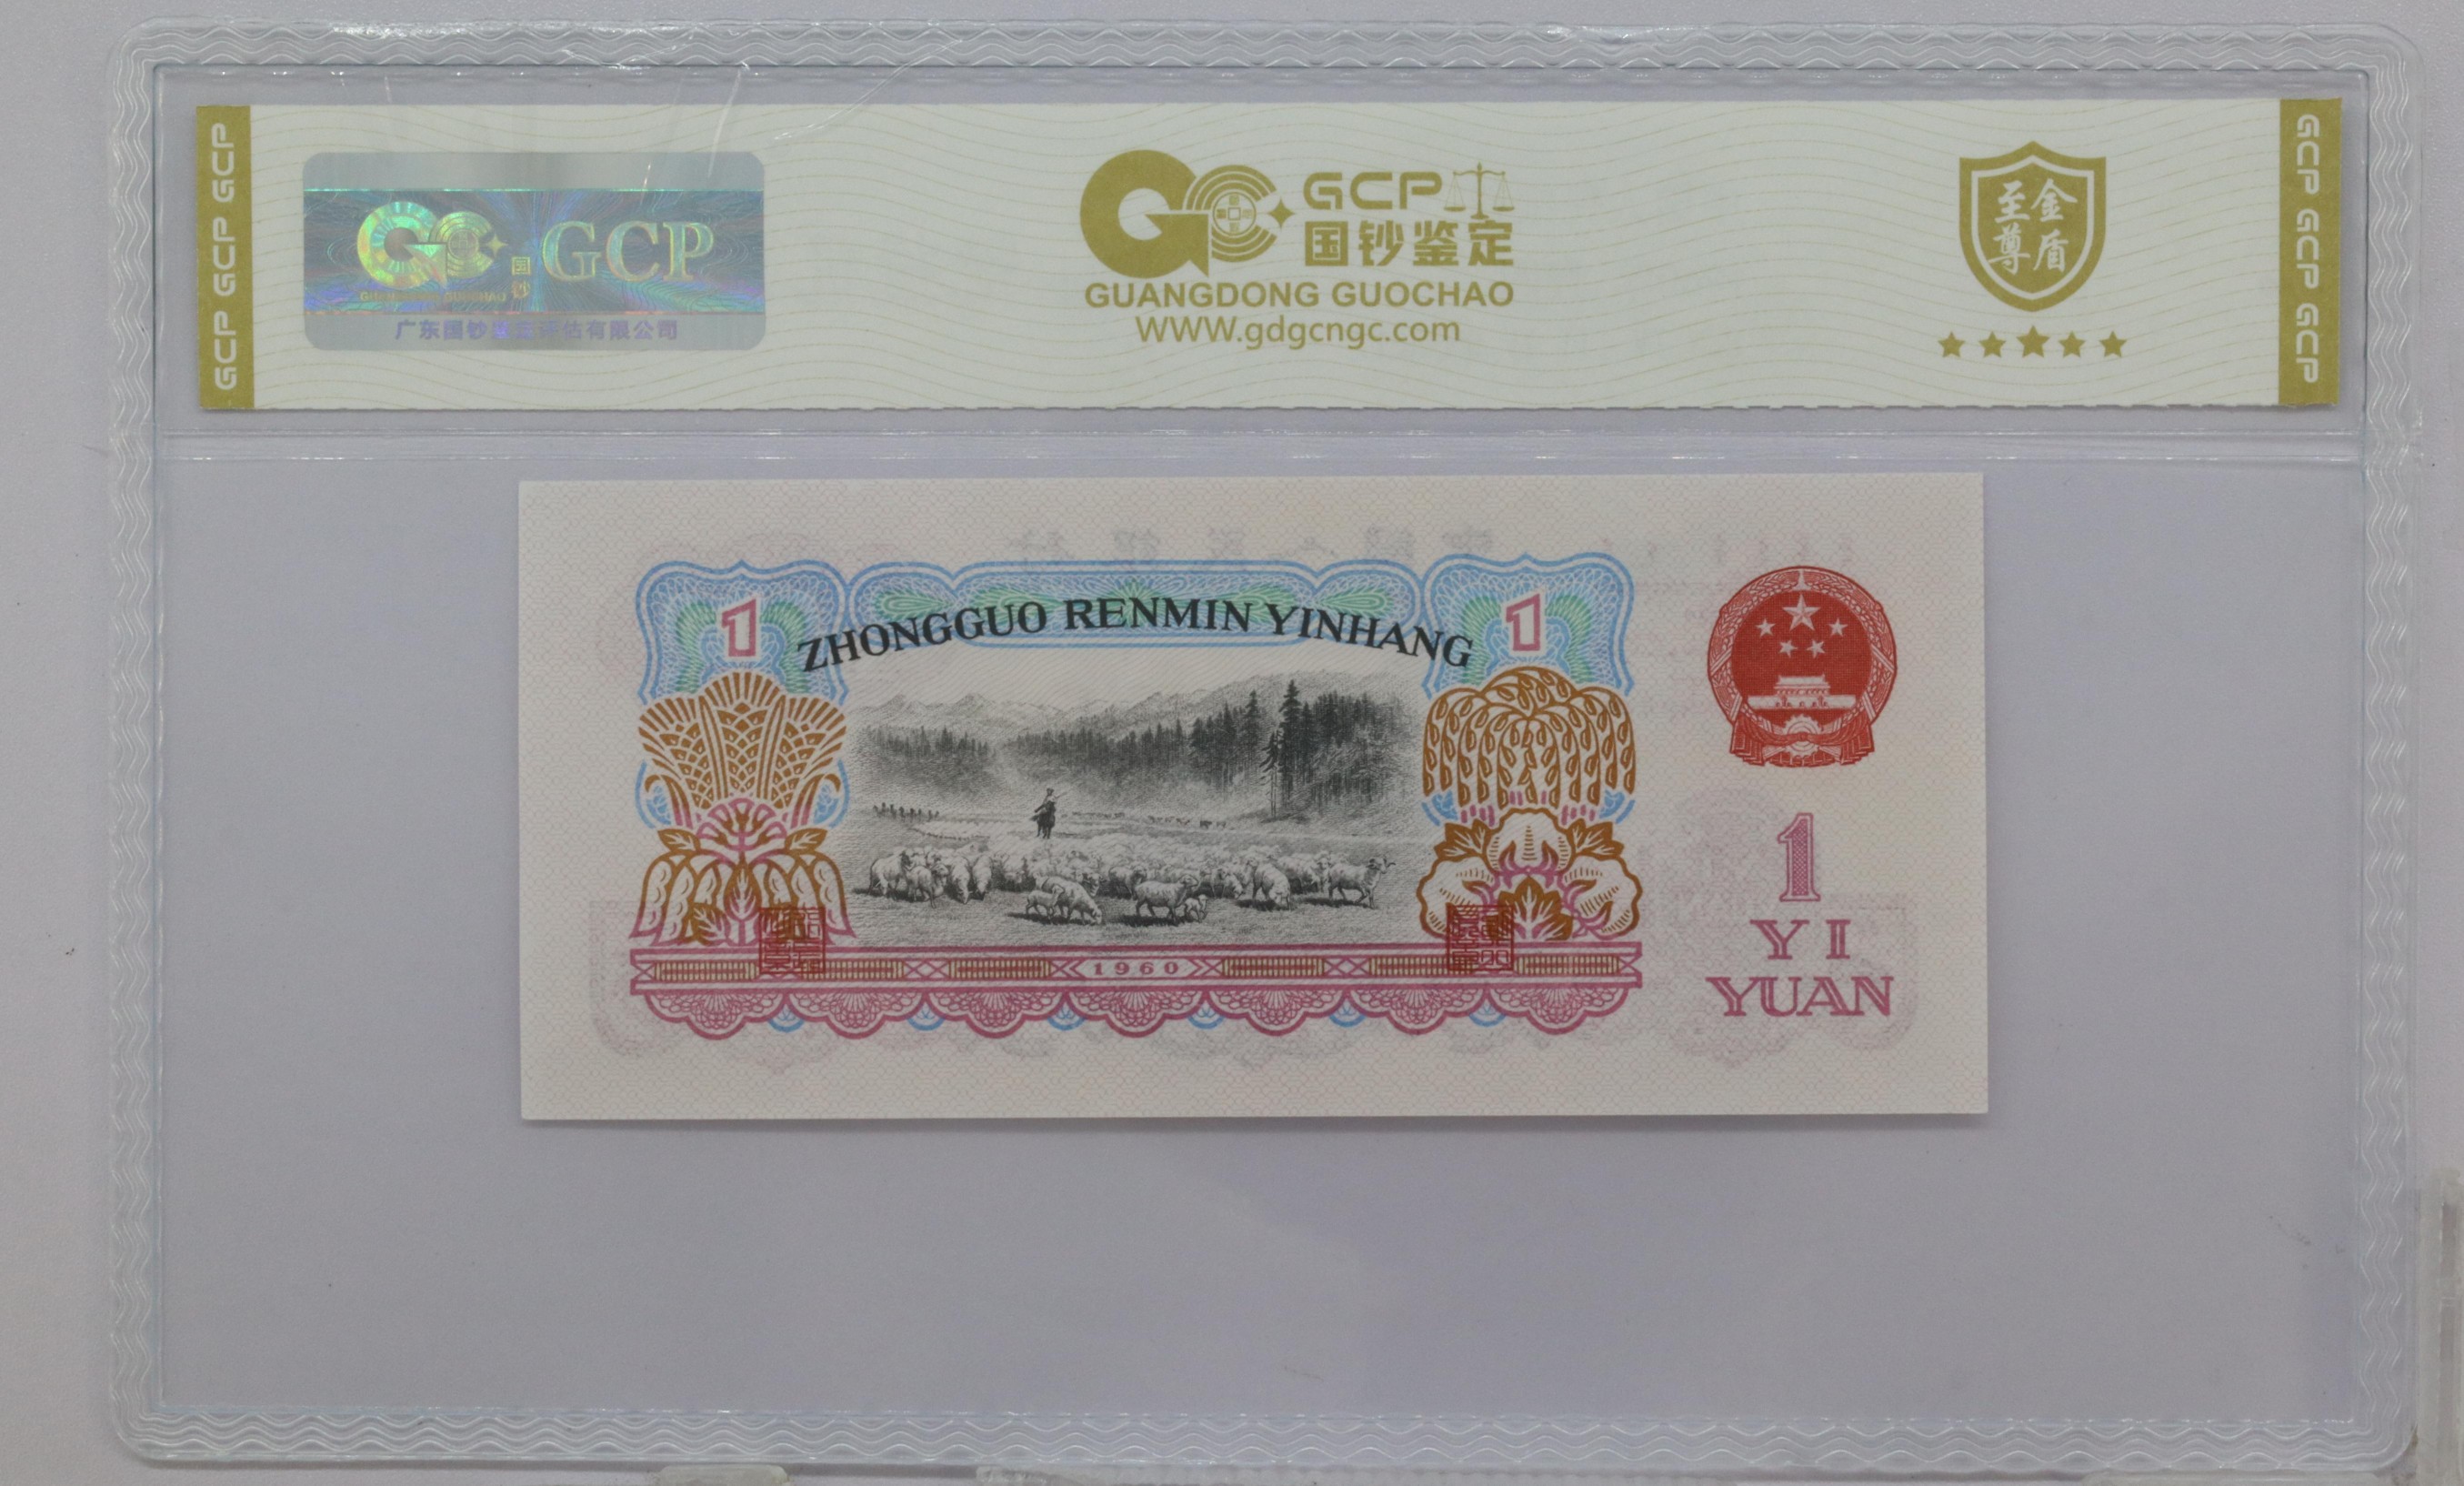 GCP GCP GCP
GCP
国钞
GUANGDONG GUOCHAO
广东国钞鉴定评估有限公司
GCP
国钞鉴定
GUANGDONG GUOCHAO
WWW.gdgcngc.com
至尊金盾
GCP GCP GCP
1
ZHONGGUO RENMIN YINHANG
1
1960
1
YI
YUAN